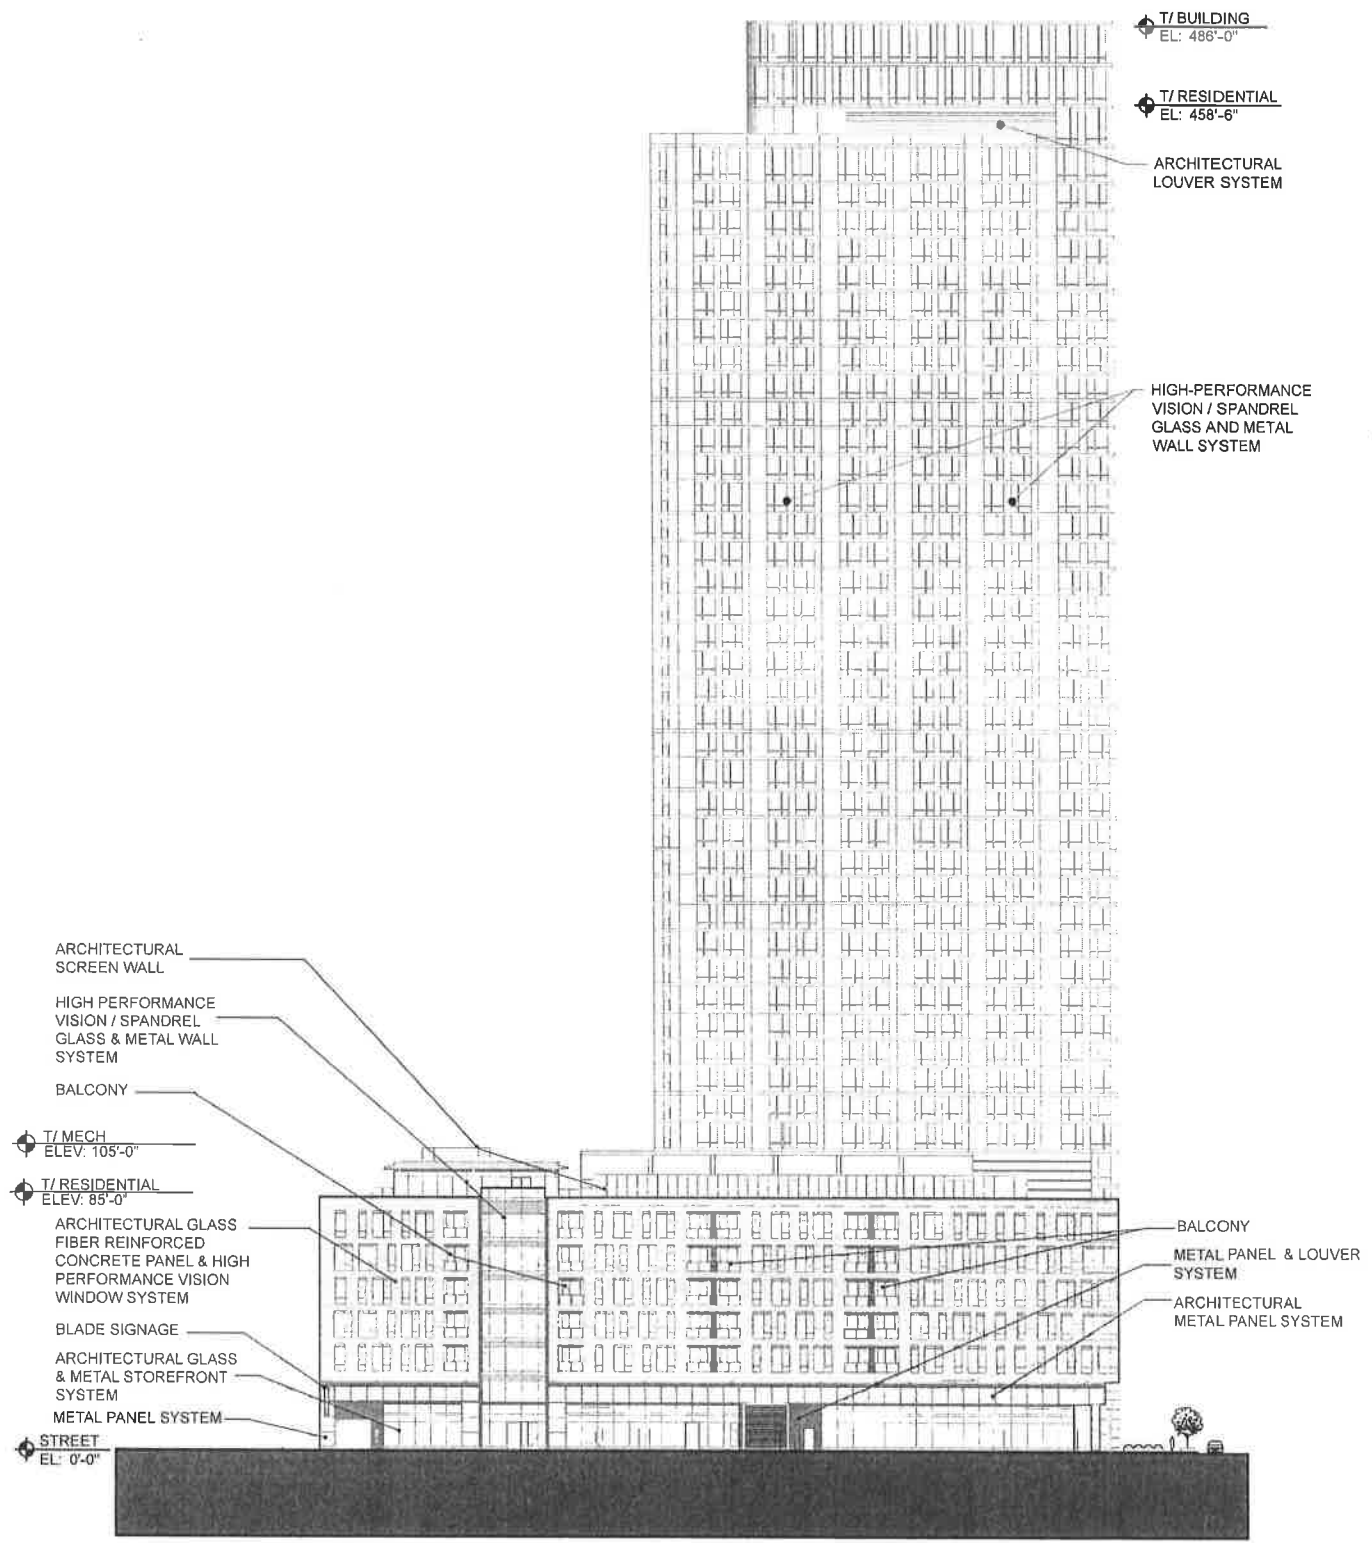 T/ BUILDING
EL: 486'-0"
T/ RESIDENTIAL
EL: 458'-6"
ARCHITECTURAL
LOUVER SYSTEM
HIGH-PERFORMANCE
VISION / SPANDREL
GLASS AND METAL
WALL SYSTEM
ARCHITECTURAL
SCREEN WALL
HIGH PERFORMANCE
VISION / SPANDREL
GLASS & METAL WALL
SYSTEM
BALCONY
T/ MECH
ELEV: 105'-0"
T/ RESIDENTIAL
ELEV: 85'-0"
ARCHITECTURAL GLASS
FIBER REINFORCED
CONCRETE PANEL & HIGH
PERFORMANCE VISION
WINDOW SYSTEM
BLADE SIGNAGE
ARCHITECTURAL GLASS
& METAL STOREFRONT
SYSTEM
METAL PANEL SYSTEM
STREET
EL: 0'-0"
BALCONY
METAL PANEL & LOUVER
SYSTEM
ARCHITECTURAL
METAL PANEL SYSTEM